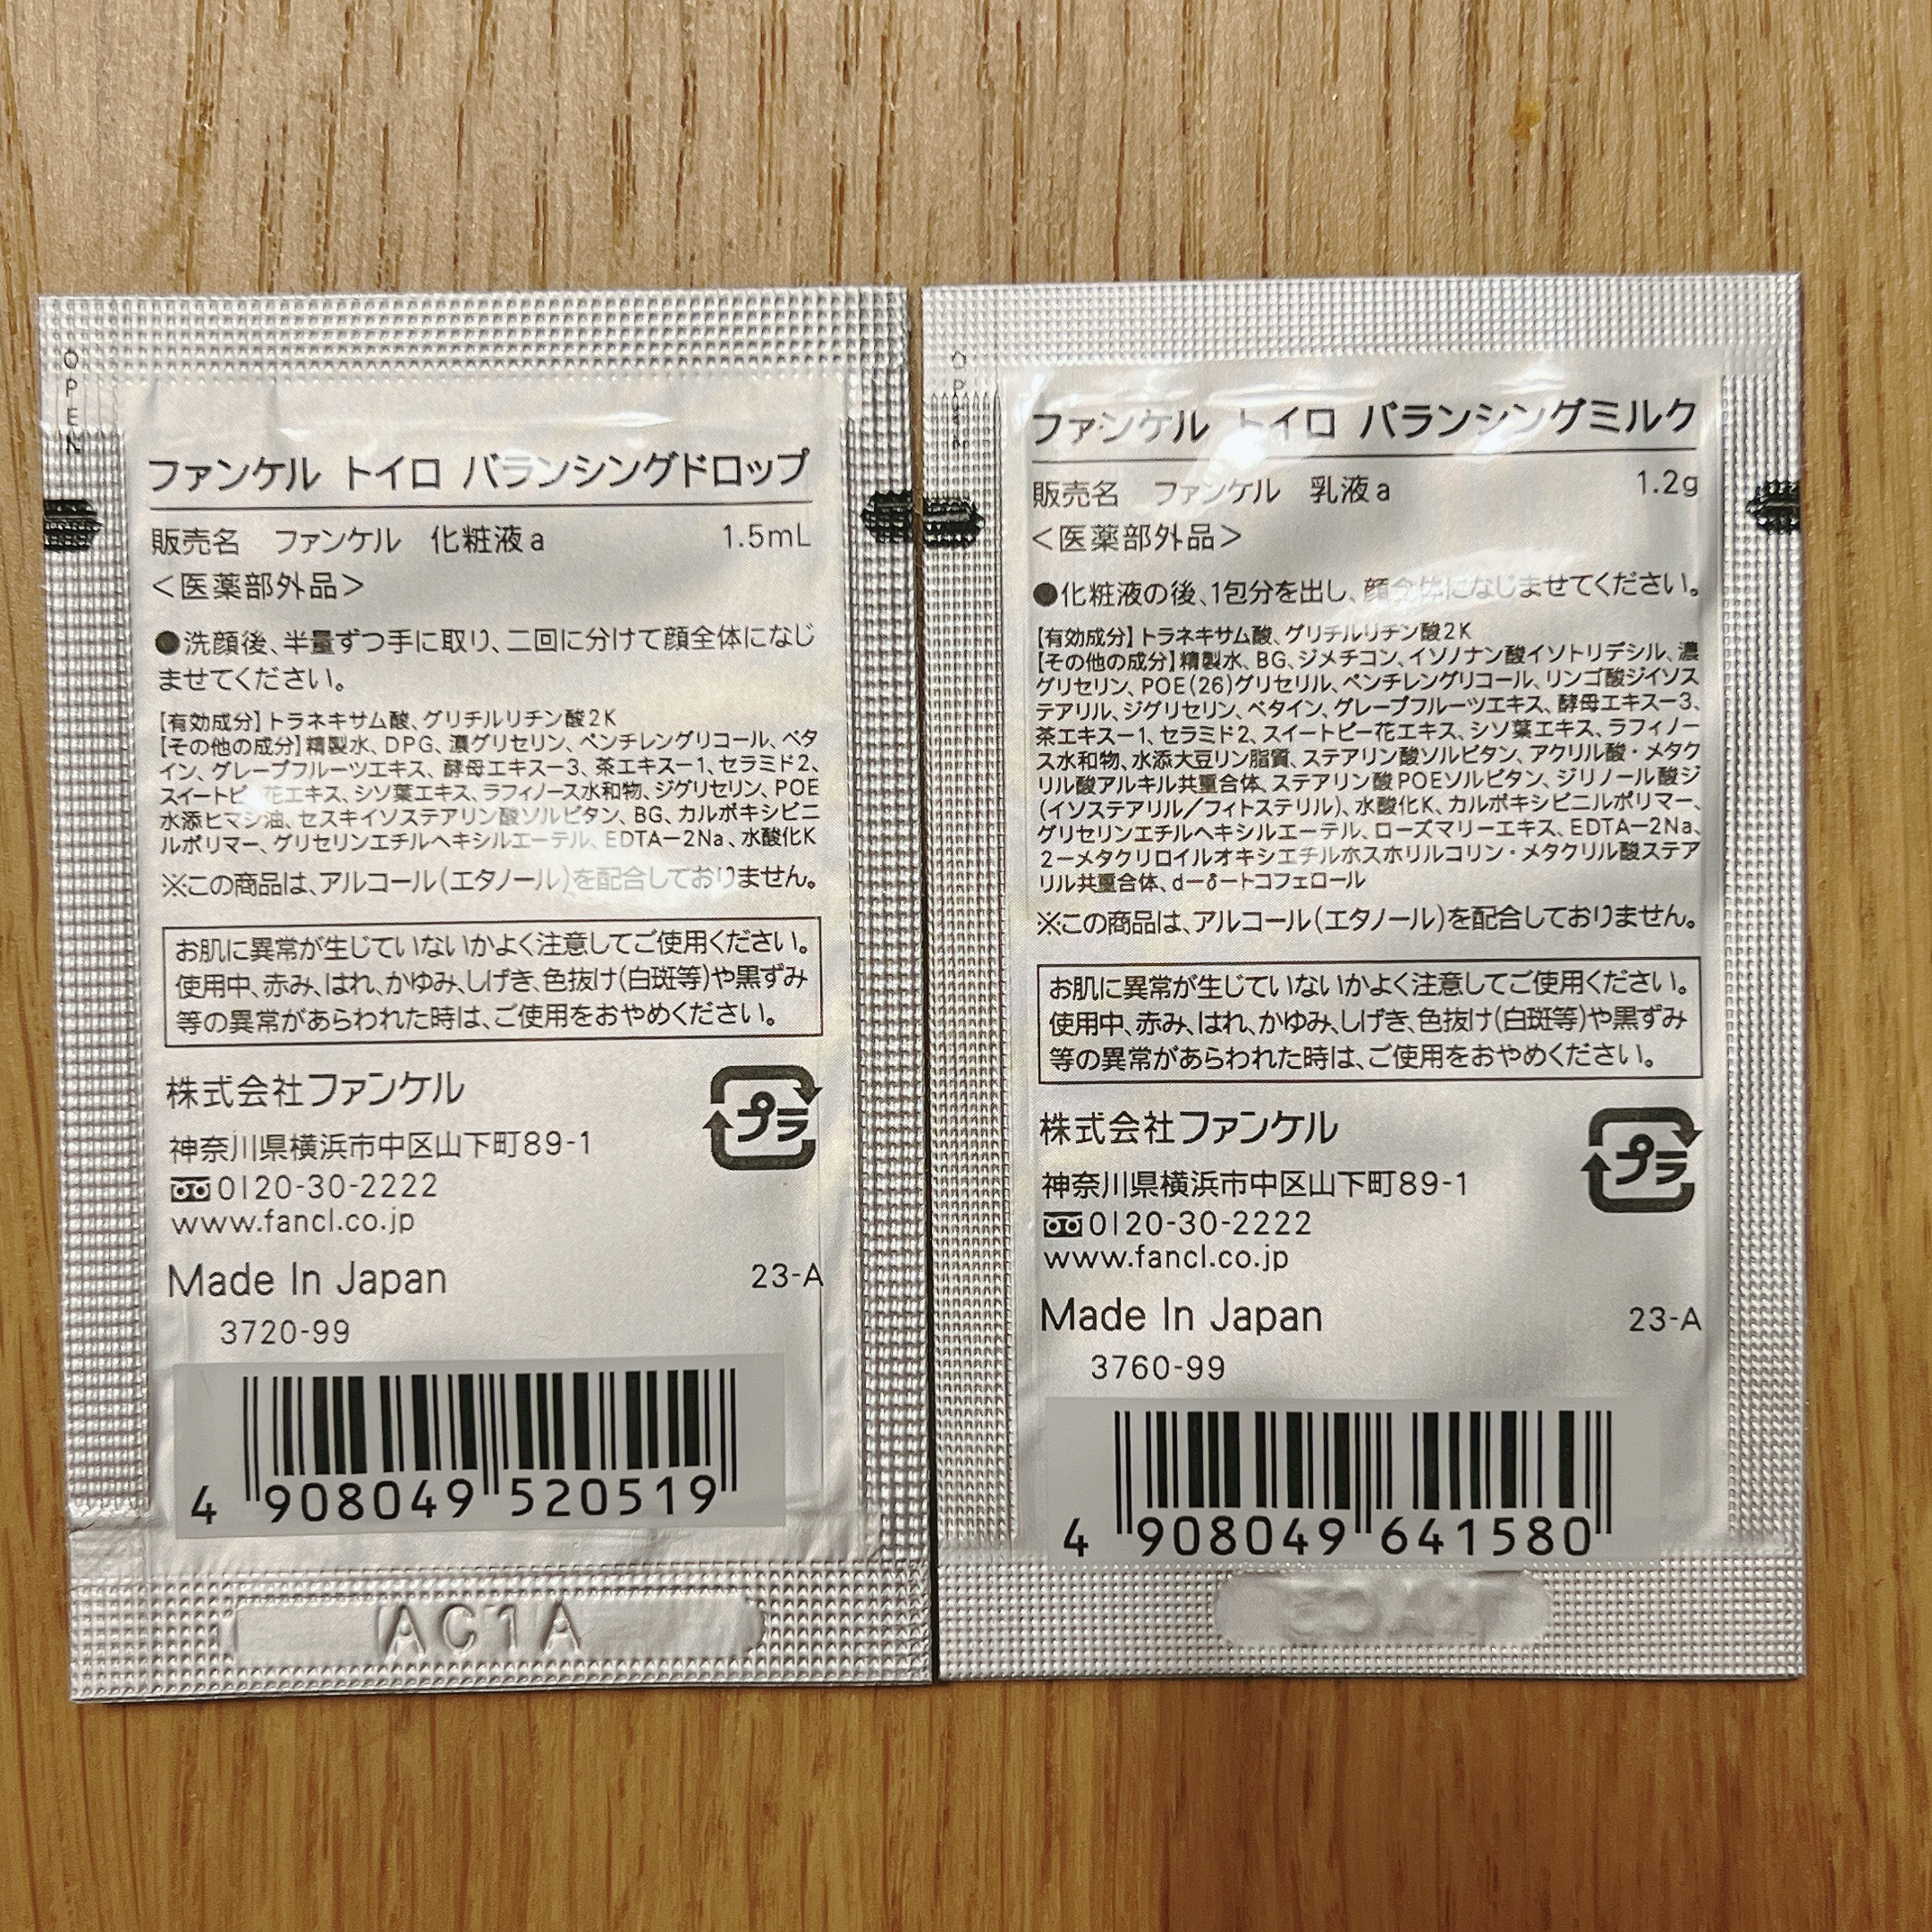 OPEN
ファンケル トイロ バランシングドロップ
販売名 ファンケル 化粧液a 1.5mL
<医薬部外品>
●洗顔後、半量ずつ手に取り、二回に分けて顔全体になじ
ませてください。
【有効成分】トラネキサム酸、グリチルリチン酸2K
【その他の成分】精製水、DPG、濃グリセリン、ペンチレングリコール、ベタ
イン、グレープフルーツエキス、酵母エキス－3、茶エキス－1、セラミド2、
スイートピー花エキス、シソ葉エキス、ラフィノース水和物、ジグリセリン、POE
水添ヒマシ油、セスキイソステアリン酸ソルビタン、BG、カルボキシビニ
ルポリマー、グリセリンエチルヘキシルエーテル、EDTA－2Na、水酸化K
※この商品は、アルコール(エタノール)を配合しておりません。
お肌に異常が生じていないかよく注意してご使用ください。
使用中、赤み、はれ、かゆみ、しげき、色抜け(白斑等)や黒ずみ
等の異常があらわれた時は、ご使用をおやめください。
株式会社ファンケル
プラ
神奈川県横浜市中区山下町89-1
0120-30-2222
www.fancl.co.jp
Made In Japan 23-A
3720-99
4 908049 520519
AC1A
OPEN
ファンケル トイロ バランシングミルク
販売名 ファンケル 乳液a 1.2g
<医薬部外品>
●化粧液の後、1包分を出し、顔全体になじませてください。
【有効成分】トラネキサム酸、グリチルリチン酸2K
【その他の成分】精製水、BG、ジメチコン、イソノナン酸イソトリデシル、濃
グリセリン、POE(26)グリセリル、ペンチレングリコール、リンゴ酸ジイソス
テアリル、ジグリセリン、ベタイン、グレープフルーツエキス、酵母エキス－3、
茶エキス－1、セラミド2、スイートピー花エキス、シソ葉エキス、ラフィノー
ス水和物、水添大豆リン脂質、ステアリン酸ソルビタン、アクリル酸・メタク
リル酸アルキル共重合体、ステアリン酸POEソルビタン、ジリノール酸ジ
(イソステアリル/フィトステリル)、水酸化K、カルボキシビニルポリマー、
グリセリンエチルヘキシルエーテル、ローズマリーエキス、EDTA－2Na、
2－メタクリロイルオキシエチルホスホリルコリン・メタクリル酸ステア
リル共重合体、d－δ－トコフェロール
※この商品は、アルコール(エタノール)を配合しておりません。
お肌に異常が生じていないかよく注意してご使用ください。
使用中、赤み、はれ、かゆみ、しげき、色抜け(白斑等)や黒ずみ
等の異常があらわれた時は、ご使用をおやめください。
株式会社ファンケル
プラ
神奈川県横浜市中区山下町89-1
0120-30-2222
www.fancl.co.jp
Made In Japan 23-A
3760-99
4 908049 641580